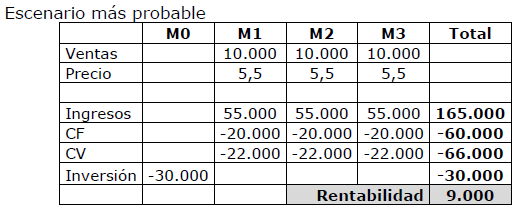 Escenario más probable
M0 M1 M2 M3 Total
Ventas 10.000 10.000 10.000
Precio 5,5 5,5 5,5
Ingresos 55.000 55.000 55.000 165.000
CF -20.000 -20.000 -20.000 -60.000
CV -22.000 -22.000 -22.000 -66.000
Inversión -30.000 -30.000
Rentabilidad 9.000